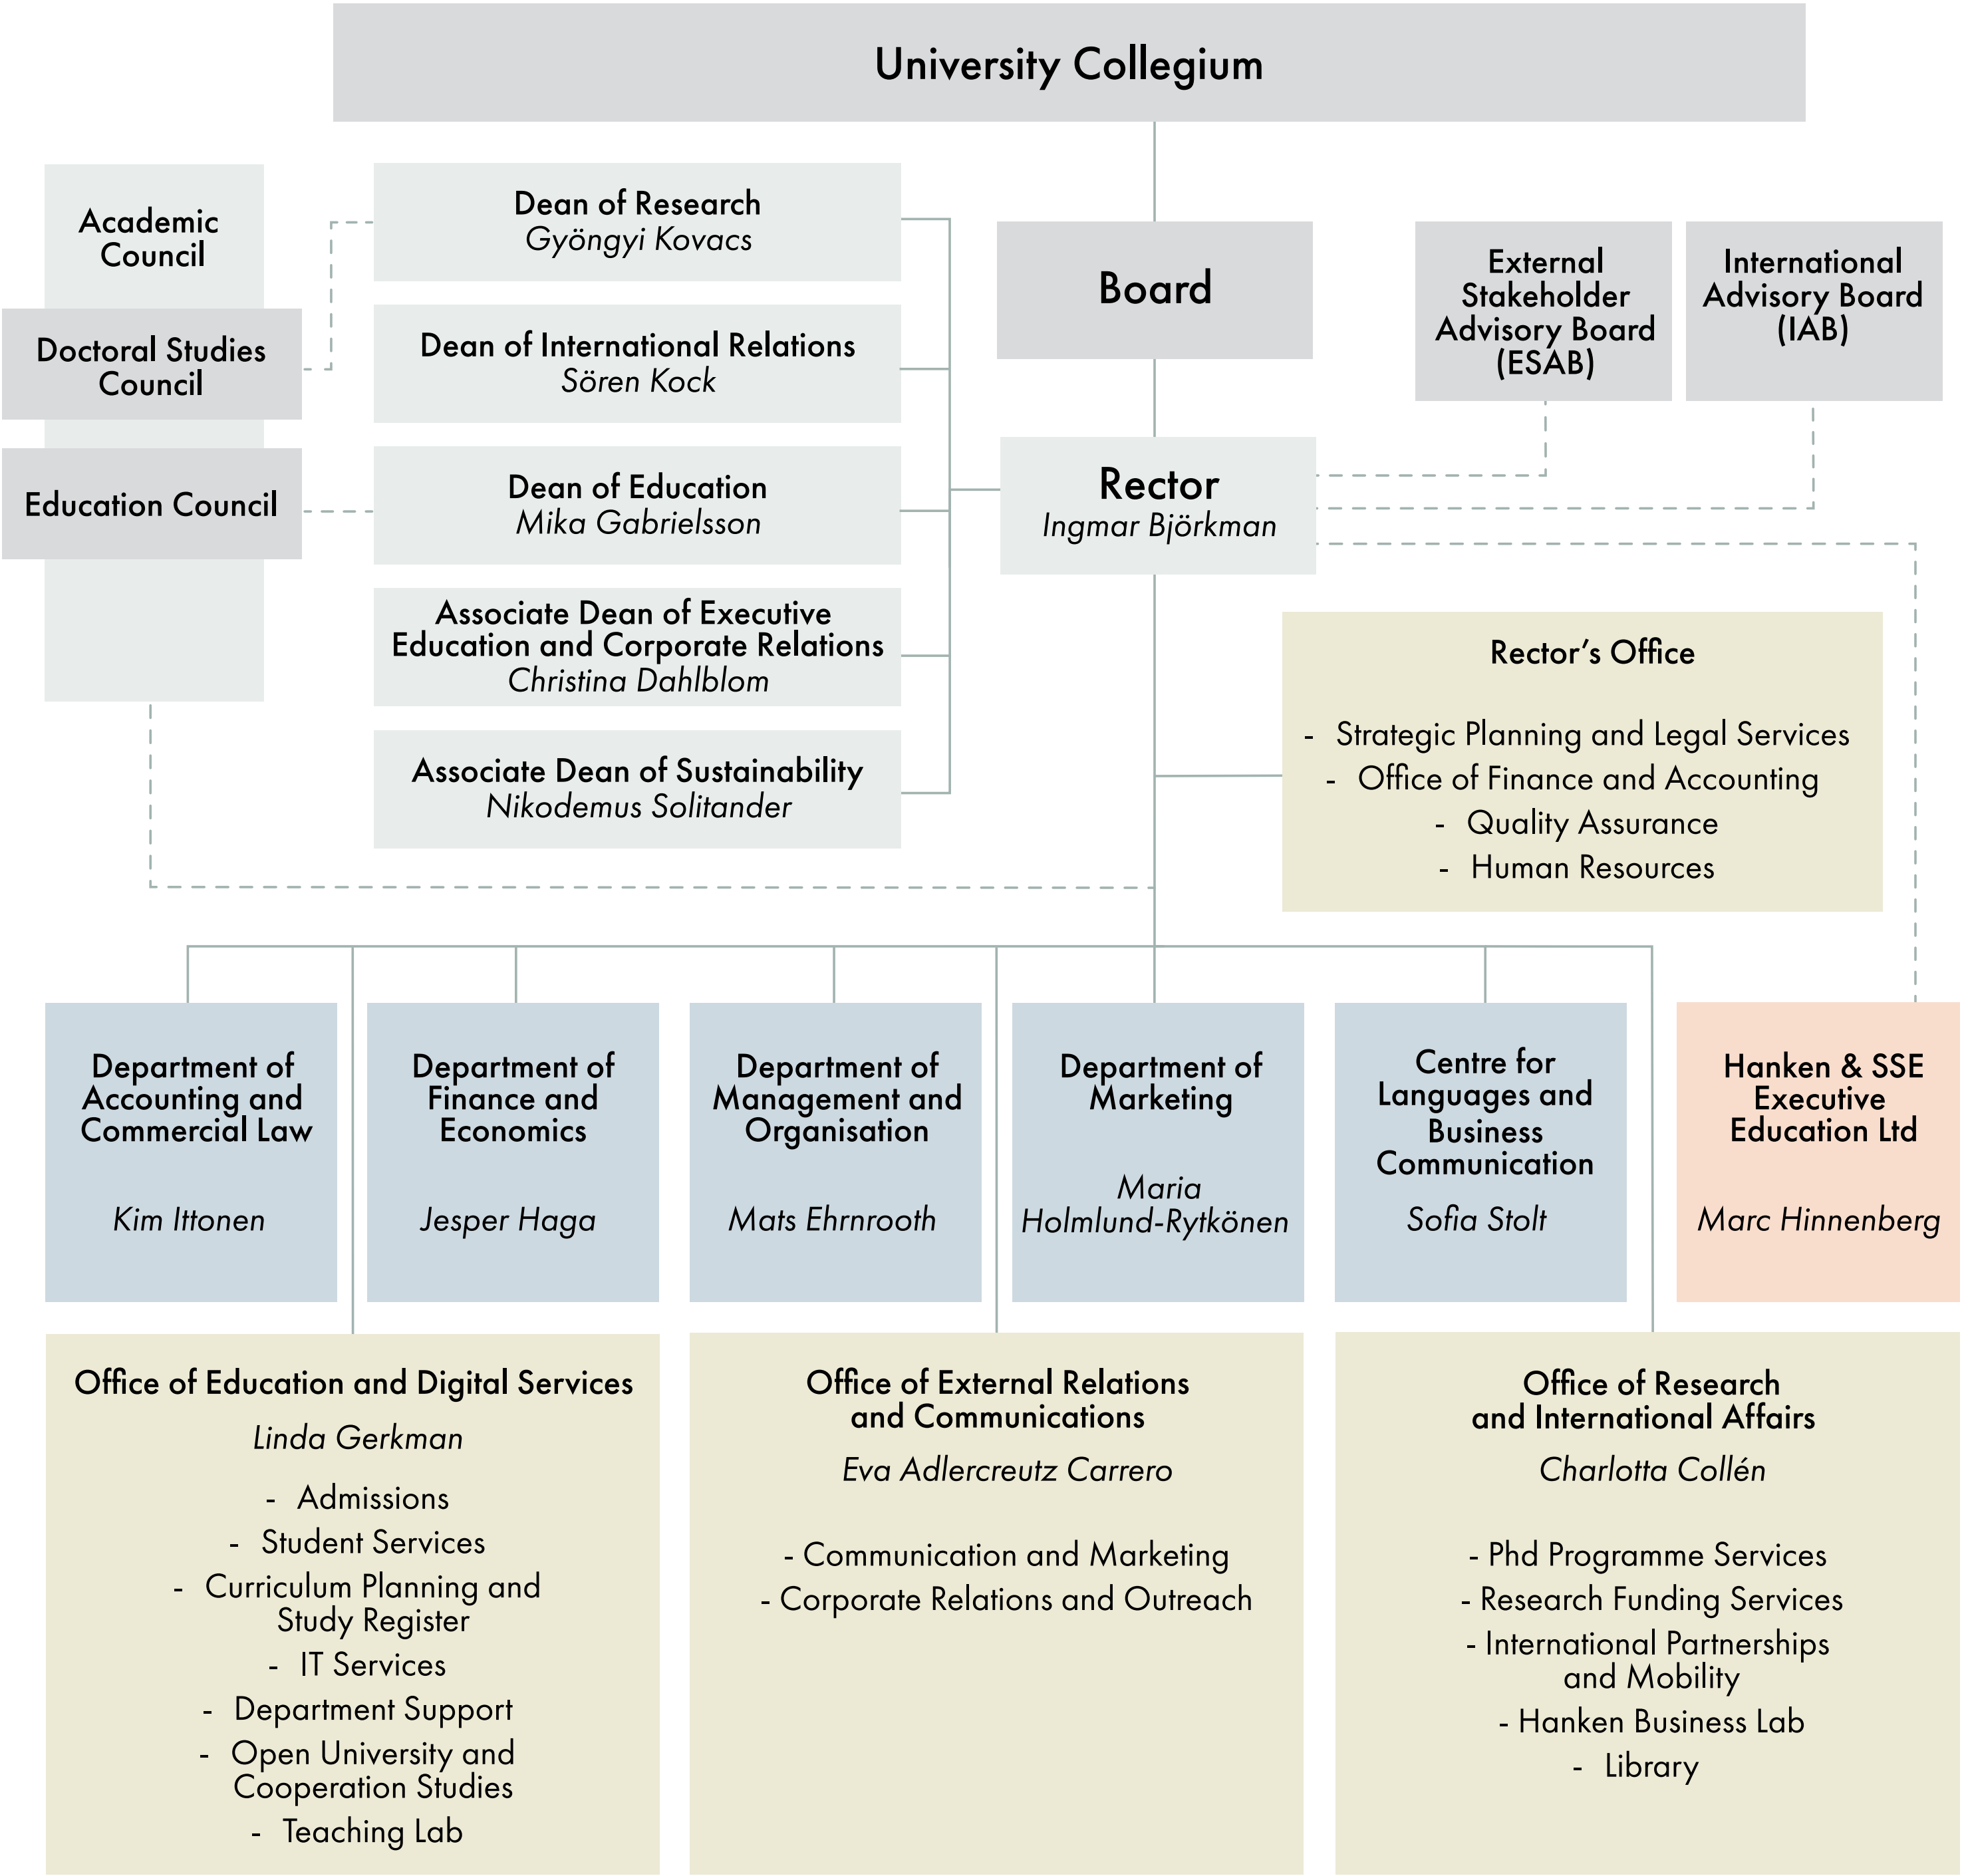 University Collegium
Academic
Council
Doctoral Studies
Council
Education Council
Dean of Research
Gyöngyi Kovacs
Dean of International Relations
Sören Kock
Dean of Education
Mika Gabrielsson
Associate Dean of Executive
Education and Corporate Relations
Christina Dahlblom
Associate Dean of Sustainability
Nikodemus Solitander
Board
Rector
Ingmar Björkman
External
Stakeholder
Advisory Board
(ESAB)
International
Advisory Board
(IAB)
Rector’s Office
- Strategic Planning and Legal Services
- Office of Finance and Accounting
- Quality Assurance
- Human Resources
Department of
Accounting and
Commercial Law
Kim Ittonen
Department of
Finance and
Economics
Jesper Haga
Department of
Management and
Organisation
Mats Ehrnrooth
Department of
Marketing
Maria
Holmlund-Rytkönen
Centre for
Languages and
Business
Communication
Sofia Stolt
Hanken & SSE
Executive
Education Ltd
Marc Hinnenberg
Office of Education and Digital Services
Linda Gerkman
- Admissions
- Student Services
- Curriculum Planning and
Study Register
- IT Services
- Department Support
- Open University and
Cooperation Studies
- Teaching Lab
Office of External Relations
and Communications
Eva Adlercreutz Carrero
- Communication and Marketing
- Corporate Relations and Outreach
Office of Research
and International Affairs
Charlotta Collén
- Phd Programme Services
- Research Funding Services
- International Partnerships
and Mobility
- Hanken Business Lab
- Library